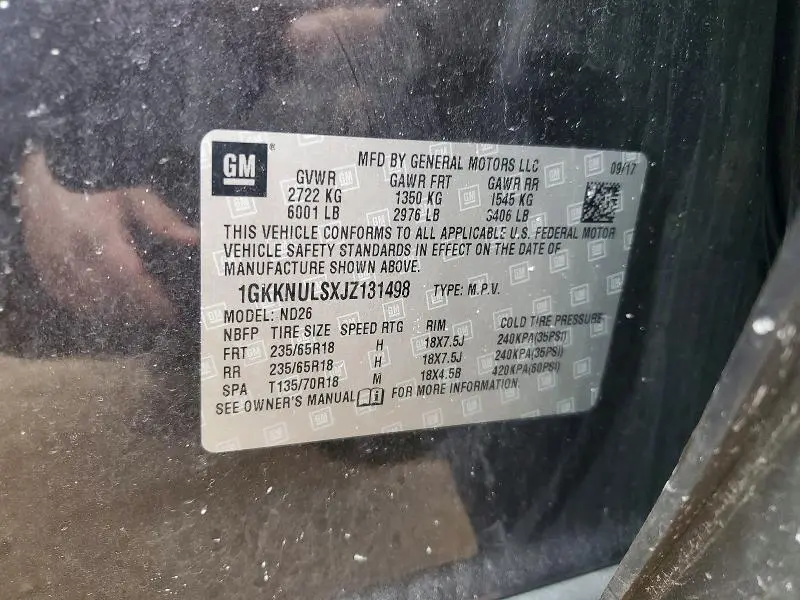 GM
MFD BY GENERAL MOTORS LLC 09/17
GVWR GAWR FRT GAWR RR
2722 KG 1350 KG 1545 KG
6001 LB 2976 LB 3406 LB
THIS VEHICLE CONFORMS TO ALL APPLICABLE U.S. FEDERAL MOTOR
VEHICLE SAFETY STANDARDS IN EFFECT ON THE DATE OF
MANUFACTURE SHOWN ABOVE.
1GKKNULSXJZ131498 TYPE: M.P.V.
MODEL: ND26
NBFP TIRE SIZE SPEED RTG RIM COLD TIRE PRESSURE
FRT 235/65R18 H 18X7.5J 240KPA(35PSI)
RR 235/65R18 H 18X7.5J 240KPA(35PSI)
SPA T135/70R18 M 18X4.5B 420KPA(60PSI)
SEE OWNER'S MANUAL FOR MORE INFORMATION.